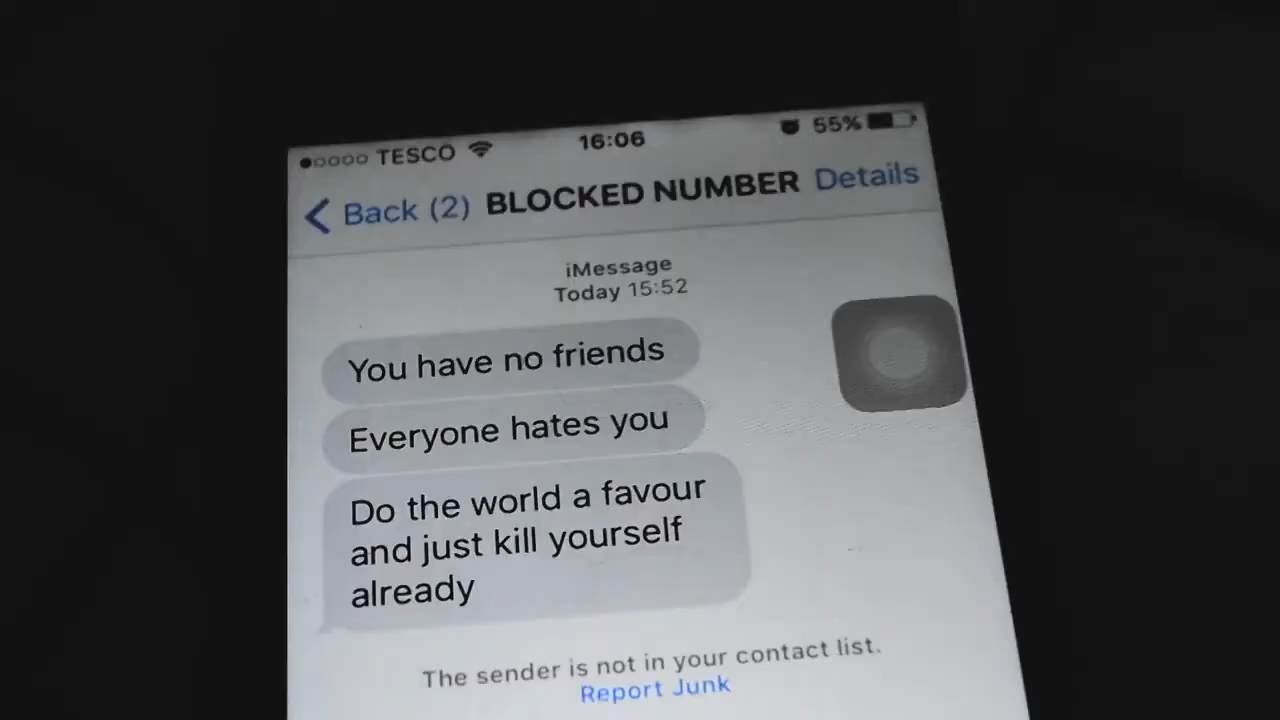 TESCO 16:06 55%
Back (2) BLOCKED NUMBER Details
iMessage
Today 15:52
You have no friends
Everyone hates you
Do the world a favour
and just kill yourself
already
The sender is not in your contact list.
Report Junk